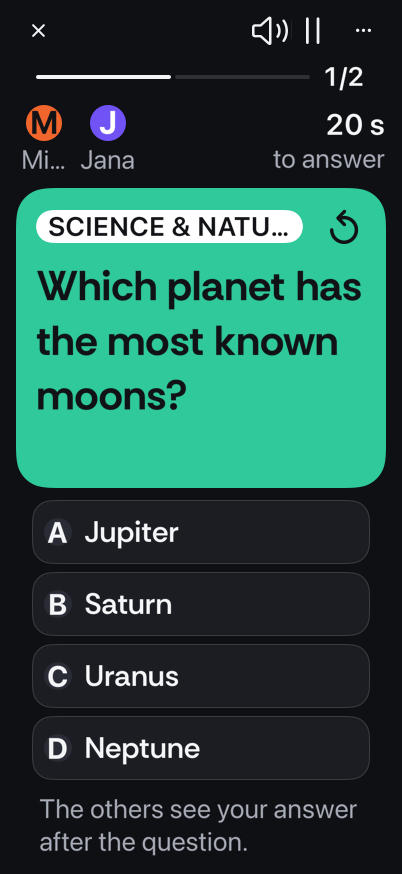 1/2
M J 20 s
Mi... Jana to answer
SCIENCE & NATU...
Which planet has
the most known
moons?
A Jupiter
B Saturn
C Uranus
D Neptune
The others see your answer
after the question.